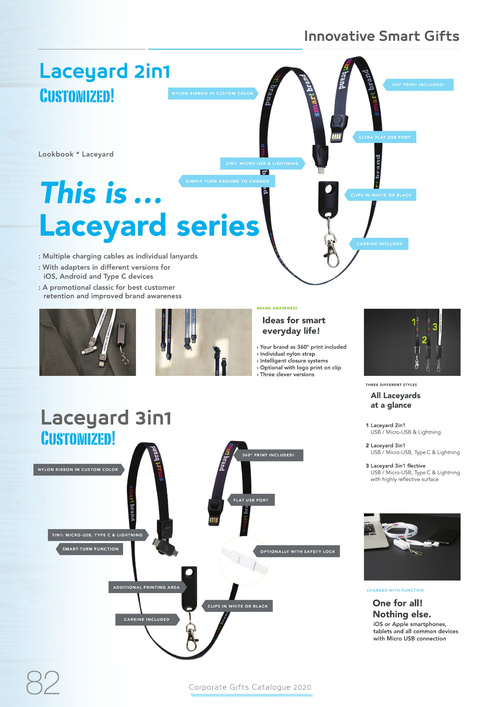 Innovative Smart Gifts
Laceyard 2in1
CUSTOMIZED!
NYLON RIBBON IN CUSTOM COLOR
360° PRINT INCLUDED!
ULTRA FLAT USB PORT
2IN1: MICRO-USB & LIGHTNING
SIMPLY TURN AROUND TO CHANGE
CLIPS IN WHITE OR BLACK
CARBINE INCLUDED
smart brand
Lookbook * Laceyard
This is ...
Laceyard series
: Multiple charging cables as individual lanyards
: With adapters in different versions for
iOS, Android and Type C devices
: A promotional classic for best customer
retention and improved brand awareness
BRAND AWARENESS
Ideas for smart
everyday life!
› Your brand as 360° print included
› Individual nylon strap
› Intelligent closure systems
› Optional with logo print on clip
› Three clever versions
1
2
3
THREE DIFFERENT STYLES
All Laceyards
at a glance
1 Laceyard 2in1
USB / Micro-USB & Lightning
2 Laceyard 3in1
USB / Micro-USB, Type-C & Lightning
3 Laceyard 3in1 flective
USB / Micro-USB, Type-C & Lightning
with highly reflective surface
Laceyard 3in1
CUSTOMIZED!
NYLON RIBBON IN CUSTOM COLOR
360° PRINT INCLUDED!
FLAT USB PORT
3IN1: MICRO-USB, TYPE C & LIGHTNING
SMART-TURN FUNCTION
OPTIONALLY WITH SAFETY LOCK
ADDITIONAL PRINTING AREA
CLIPS IN WHITE OR BLACK
CARBINE INCLUDED
smart brand
CHARGED WITH FUNCTION
One for all!
Nothing else.
iOS or Apple smartphones,
tablets and all common devices
with Micro USB connection
82
Corporate Gifts Catalogue 2020